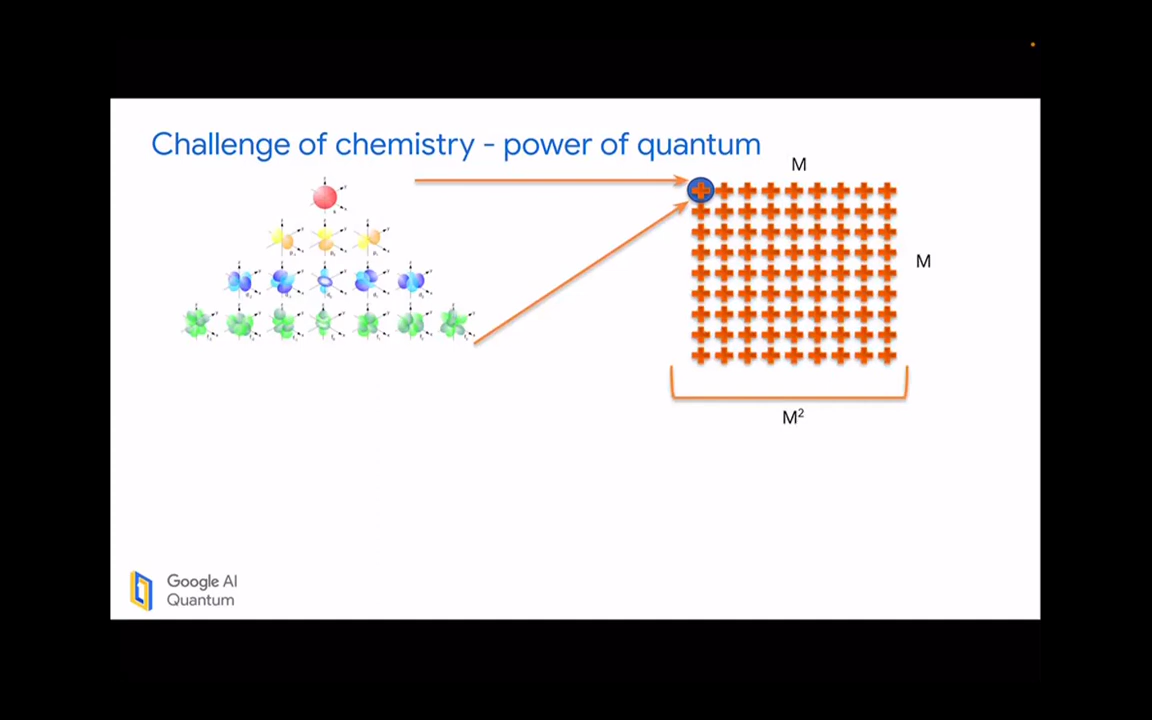 Challenge of chemistry - power of quantum
M
M
M²
Google AI
Quantum